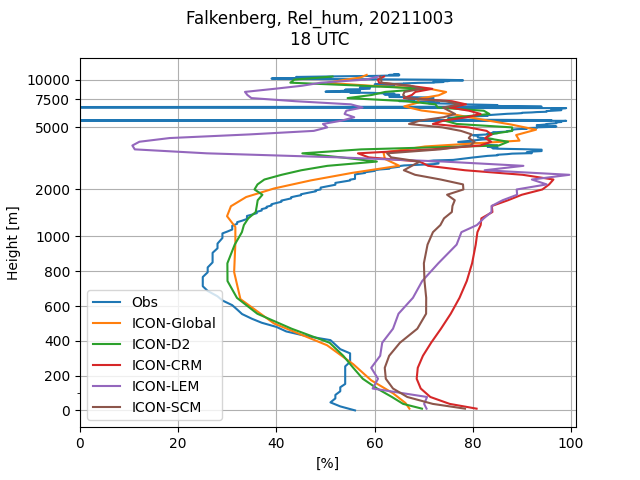 Falkenberg, Rel_hum, 20211003
18 UTC
10000
7500
5000
2000
1000
800
600
400
200
0
Height [m]
Obs
ICON-Global
ICON-D2
ICON-CRM
ICON-LEM
ICON-SCM
0 20 40 60 80 100
[%]